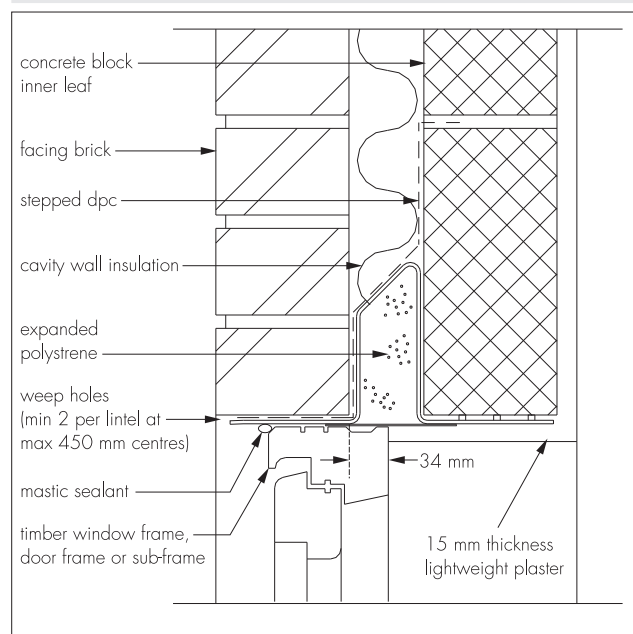 concrete block
inner leaf
facing brick
stepped dpc
cavity wall insulation
expanded
polystrene
weep holes
(min 2 per lintel at
max 450 mm centres)
mastic sealant
timber window frame,
door frame or sub-frame
34 mm
15 mm thickness
lightweight plaster